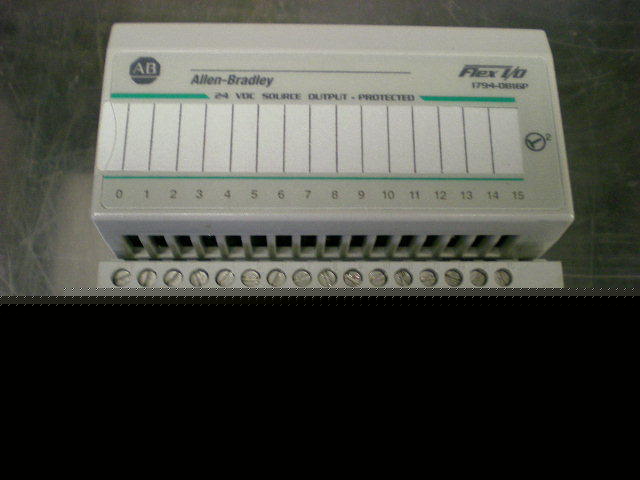 AB
Allen-Bradley
Flex I/O
1794-OB16P
24 VDC SOURCE OUTPUT - PROTECTED
2
0 1 2 3 4 5 6 7 8 9 10 11 12 13 14 15